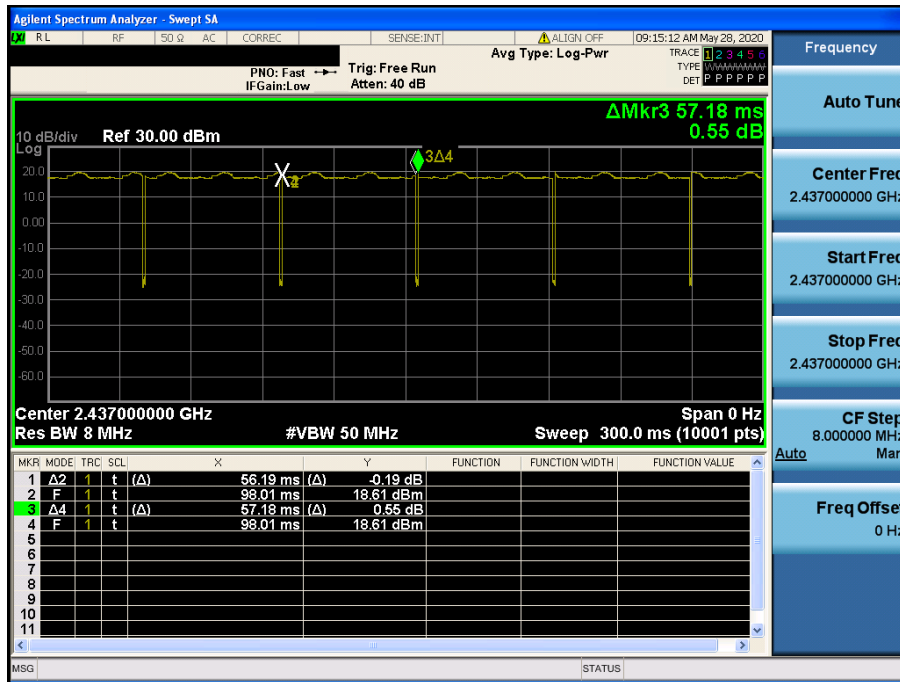 Agilent Spectrum Analyzer - Swept SA
LXI RL RF 50 Ω AC CORREC SENSE:INT ALIGN OFF 09:15:12 AM May 28, 2020
PNO: Fast Trig: Free Run Avg Type: Log-Pwr TRACE 1 2 3 4 5 6
IFGain:Low Atten: 40 dB TYPE
DET P P P P P P
Frequency
ΔMkr3 57.18 ms
0.55 dB
10 dB/div Ref 30.00 dBm
Log
20.0
10.0
0.00
-10.0
-20.0
-30.0
-40.0
-50.0
-60.0
3Δ4
Center 2.437000000 GHz Span 0 Hz
Res BW 8 MHz #VBW 50 MHz Sweep 300.0 ms (10001 pts)
MKR MODE TRC SCL X Y FUNCTION FUNCTION WIDTH FUNCTION VALUE
1 Δ2 1 t (Δ) 56.19 ms (Δ) -0.19 dB
2 F 1 t 98.01 ms 18.61 dBm
3 Δ4 1 t (Δ) 57.18 ms (Δ) 0.55 dB
4 F 1 t 98.01 ms 18.61 dBm
5
6
7
8
9
10
11
MSG STATUS
Auto Tune
Center Freq
2.437000000 GHz
Start Freq
2.437000000 GHz
Stop Freq
2.437000000 GHz
CF Step
8.000000 MHz
Auto Man
Freq Offset
0 Hz